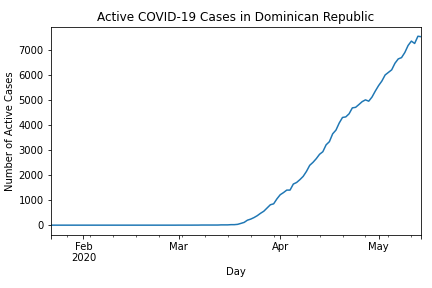 Active COVID-19 Cases in Dominican Republic
Number of Active Cases
7000
6000
5000
4000
3000
2000
1000
0
Feb
2020
Mar
Apr
May
Day